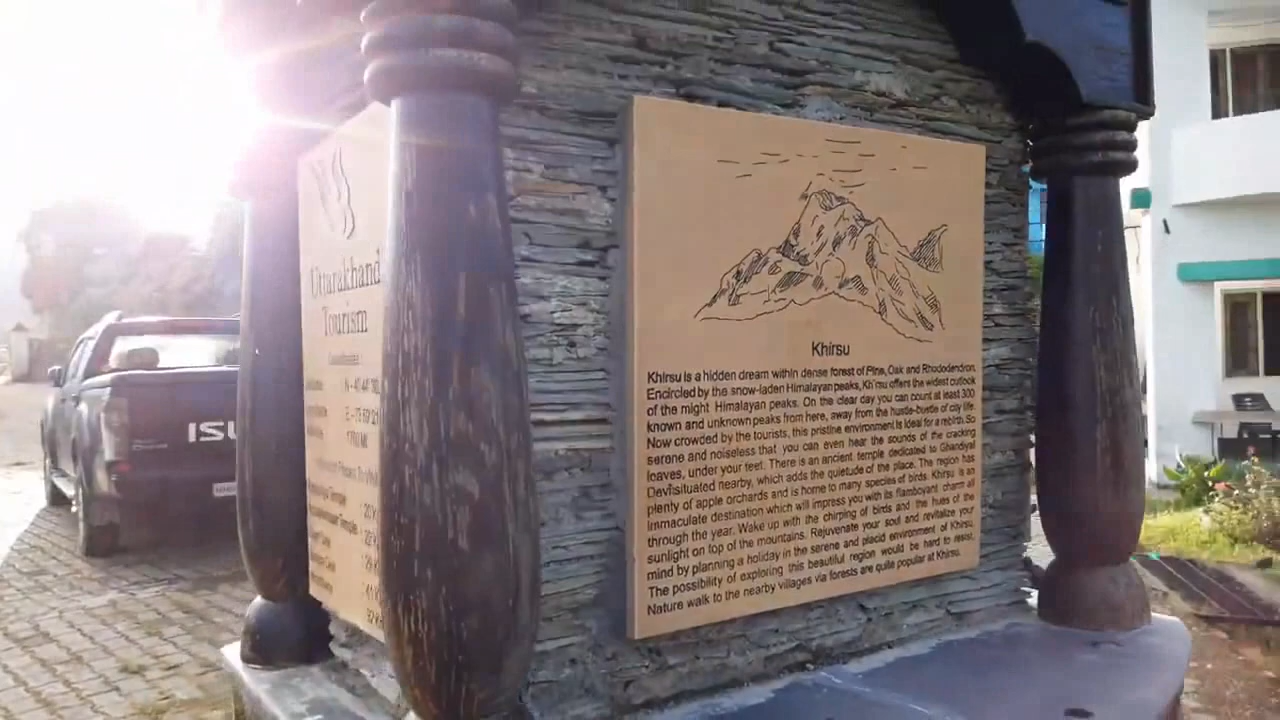 Uttarakhand
Tourism
ISU
Khirsu
Khirsu is a hidden dream within dense forest of Pine, Oak and Rhododendron.
Encircled by the snow-laden Himalayan peaks, Kh rsu offers the widest outlook
of the might Himalayan peaks. On the clear day you can count at least 300
known and unknown peaks from here, away from the hustle-bustle of city life.
Now crowded by the tourists, this pristine environment is ideal for a rebirth. So
serene and noiseless that you can even hear the sounds of the cracking
leaves, under your feet. There is an ancient temple dedicated to Ghandiyal
Devisituated nearby, which adds the quietude of the place. The region has
plenty of apple orchards and is home to many species of birds. Khirsu is an
immaculate destination which will impress you with its flamboyant charm all
through the year. Wake up with the chirping of birds and the hues of the
sunlight on top of the mountains. Rejuvenate your soul and revitalize your
mind by planning a holiday in the serene and placid environment of Khirsu.
The possibility of exploring this beautiful region would be hard to resist.
Nature walk to the nearby villages via forests are quite popular at Khirsu.